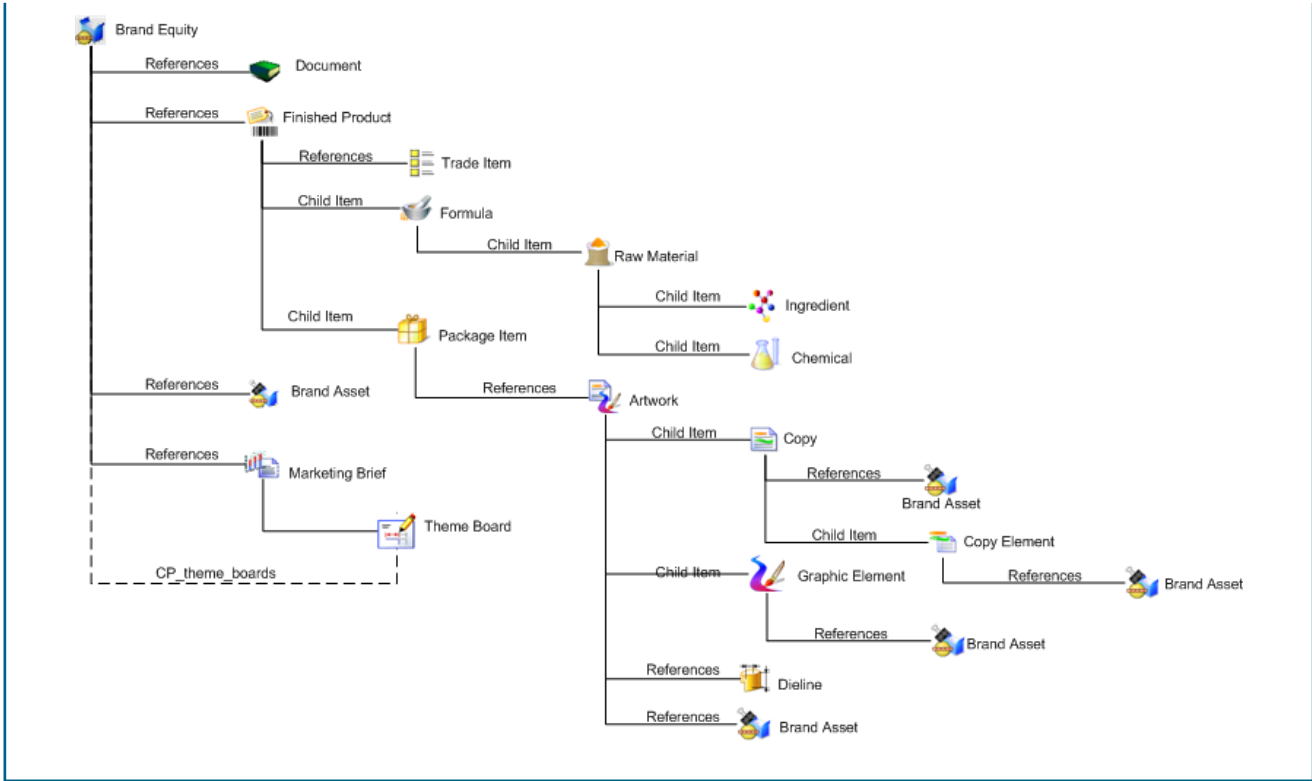 Brand Equity
References
Document
References
Finished Product
References
Trade Item
Child Item
Formula
Child Item
Raw Material
Child Item
Ingredient
Child Item
Package Item
Child Item
Chemical
References
Brand Asset
References
Artwork
Child Item
Copy
References
Marketing Brief
References
Brand Asset
Theme Board
Child Item
Copy Element
CP_theme_boards
Child Item
Graphic Element
References
Brand Asset
References
Brand Asset
References
Dieline
References
Brand Asset